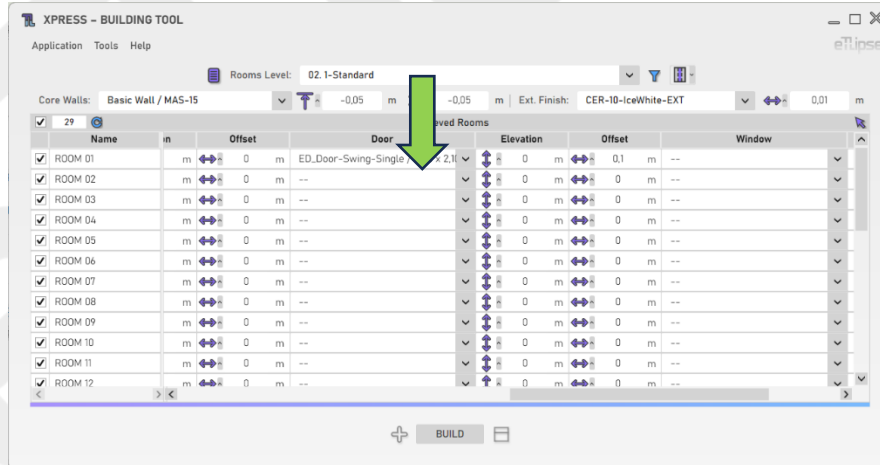 XPRESS – BUILDING TOOL
Application Tools Help
eTLipse
Rooms Level: 02. 1-Standard
Core Walls: Basic Wall / MAS-15 -0,05 m -0,05 m Ext. Finish: CER-10-IceWhite-EXT 0,01 m
29 Rooms
Name on Offset Door Elevation Offset Window
ROOM 01 m 0 m ED_Door-Swing-Single / x 2,10 0 m 0,1 m --
ROOM 02 m 0 m -- 0 m 0 m --
ROOM 03 m 0 m -- 0 m 0 m --
ROOM 04 m 0 m -- 0 m 0 m --
ROOM 05 m 0 m -- 0 m 0 m --
ROOM 06 m 0 m -- 0 m 0 m --
ROOM 07 m 0 m -- 0 m 0 m --
ROOM 08 m 0 m -- 0 m 0 m --
ROOM 09 m 0 m -- 0 m 0 m --
ROOM 10 m 0 m -- 0 m 0 m --
ROOM 11 m 0 m -- 0 m 0 m --
ROOM 12 m 0 m -- 0 m 0 m --
BUILD